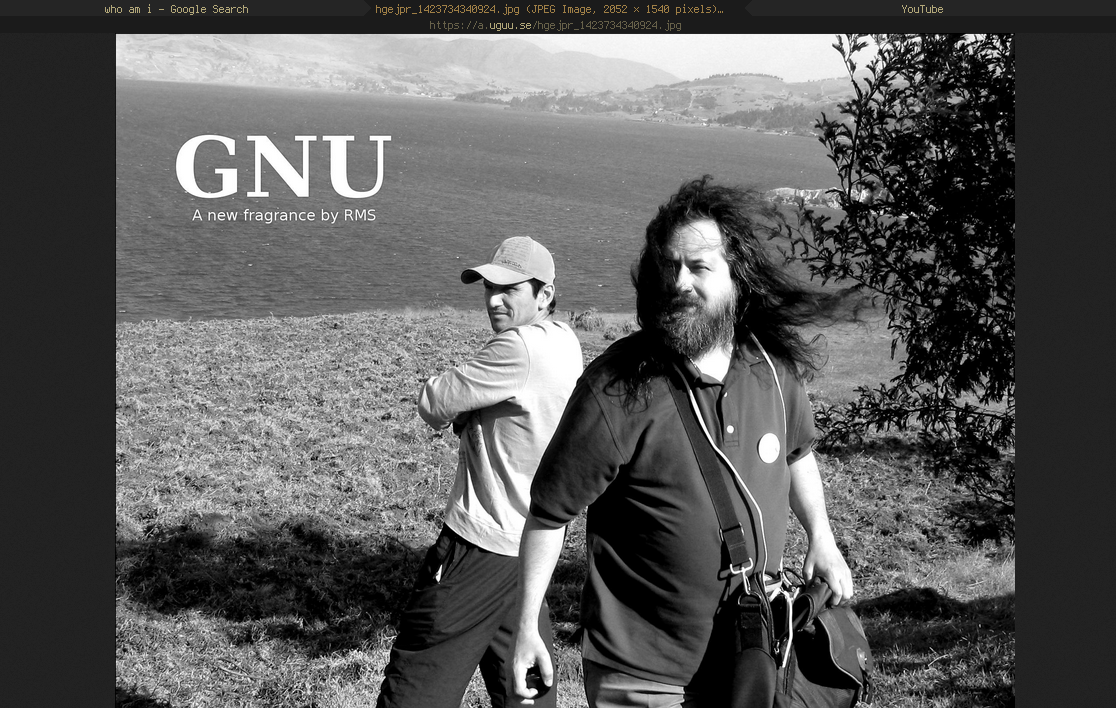 who am i - Google Search
hgejpr_1423734340924.jpg (JPEG Image, 2052 × 1540 pixels)…
YouTube
https://a.uguu.se/hgejpr_1423734340924.jpg
GNU
A new fragrance by RMS